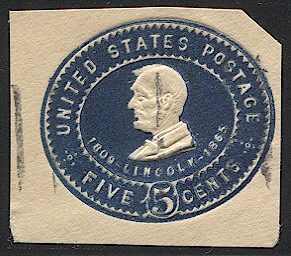 UNITED STATES POSTAGE
1809 - LINCOLN - 1865
FIVE 5 CENTS